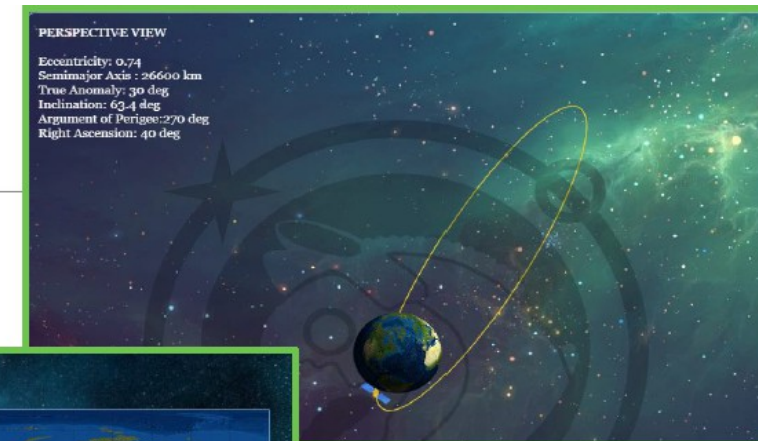 PERSPECTIVE VIEW
Eccentricity: 0.74
Semimajor Axis : 26600 km
True Anomaly: 30 deg
Inclination: 63.4 deg
Argument of Perigee:270 deg
Right Ascension: 40 deg